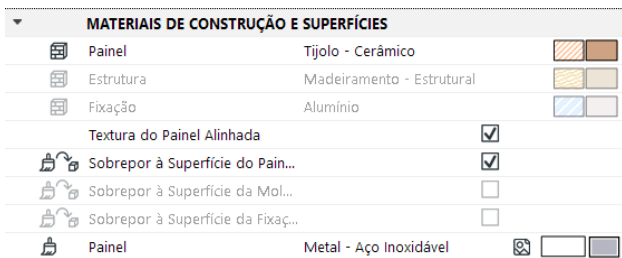 MATERIAIS DE CONSTRUÇÃO E SUPERFÍCIES
Painel Tijolo - Cerâmico
Estrutura Madeiramento - Estrutural
Fixação Alumínio
Textura do Painel Alinhada
Sobrepor à Superfície do Pain...
Sobrepor à Superfície da Mol...
Sobrepor à Superfície da Fixaç...
Painel Metal - Aço Inoxidável